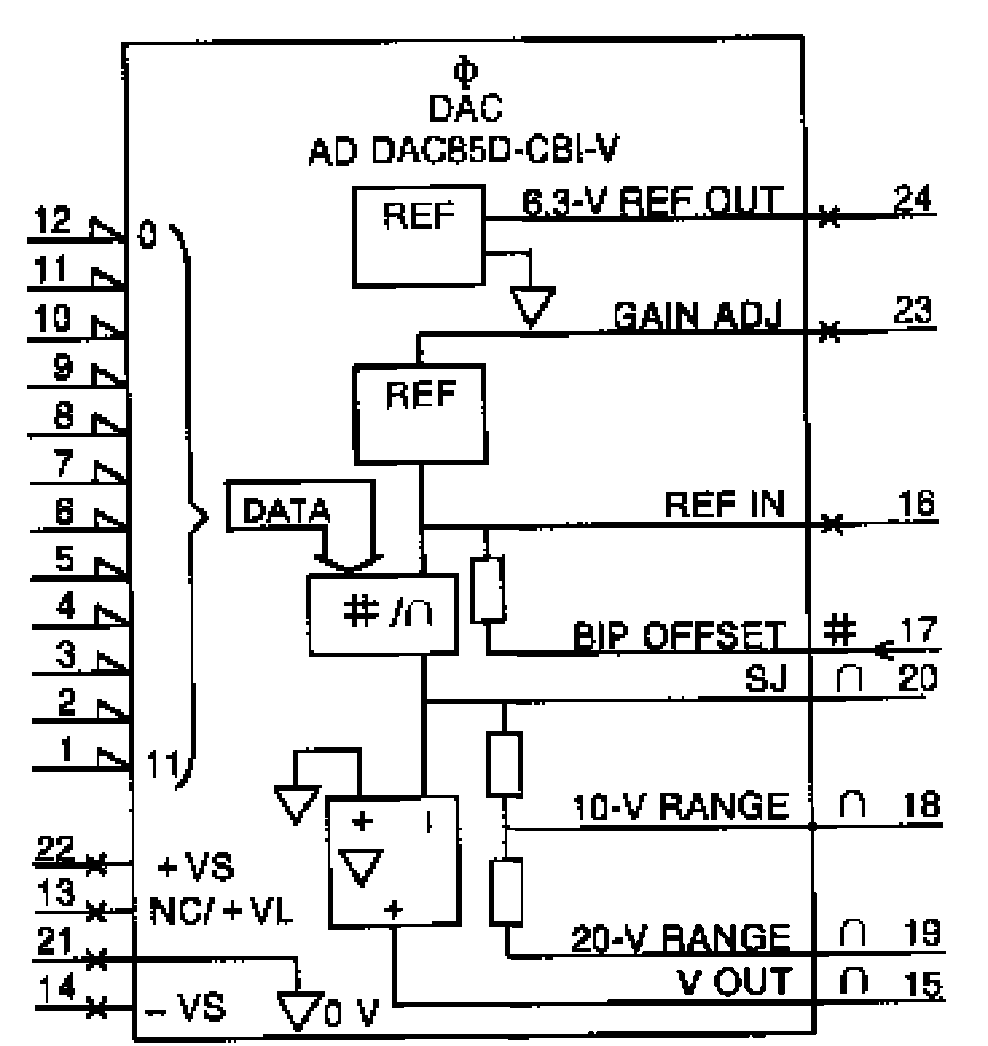 Φ
DAC
AD DAC85D-CBI-V
REF
6.3-V REF OUT 24
12 0
11
10
9
8
7
6
5
4
3
2
1 11
GAIN ADJ 23
REF
DATA
REF IN 16
# /∩
BIP OFFSET # 17
SJ ∩ 20
10-V RANGE ∩ 18
+ −
+
22 + VS
13 NC/ + VL
21
14 − VS
0 V
20-V RANGE ∩ 19
V OUT ∩ 15